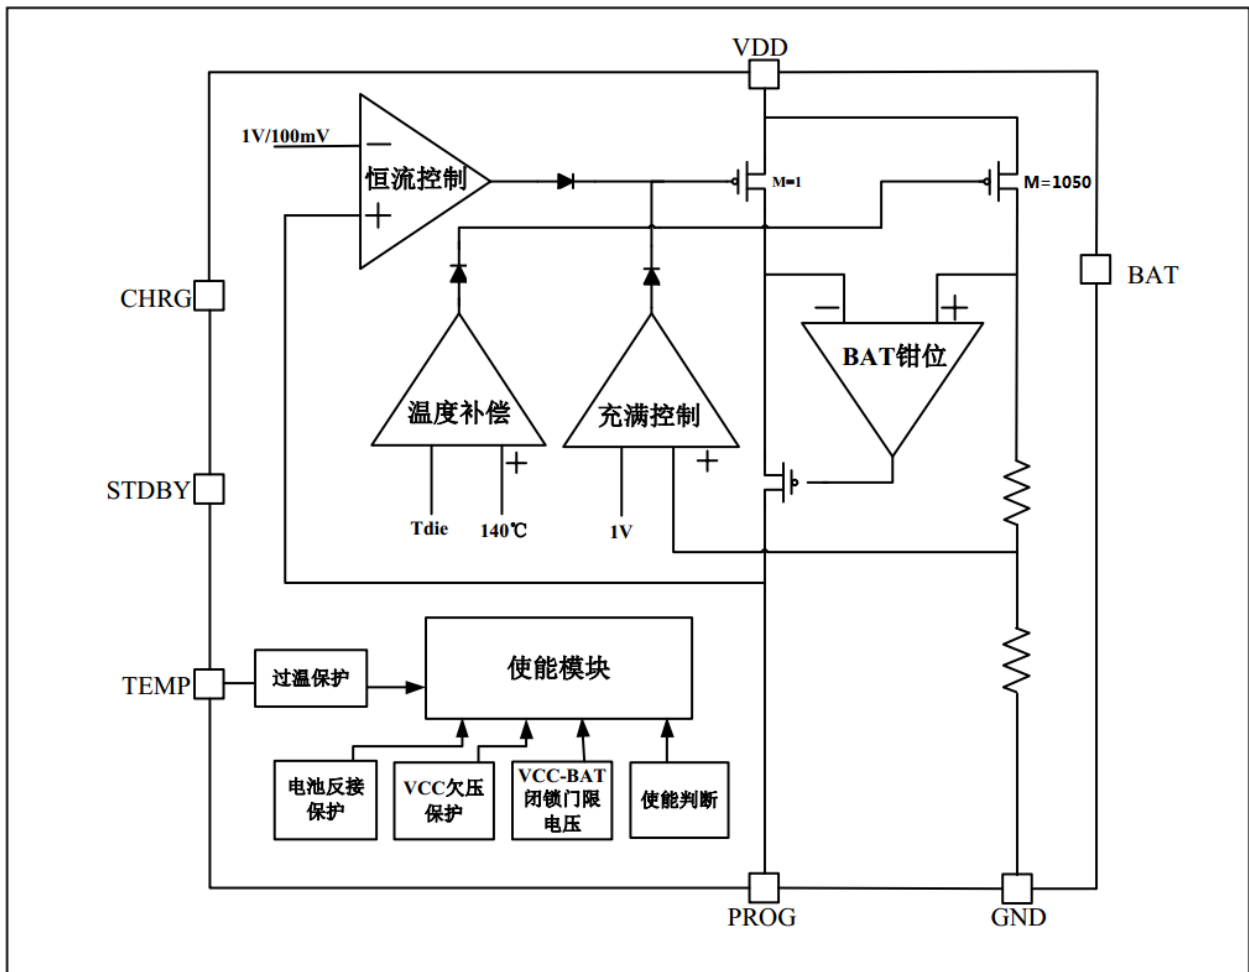 VDD
1V/100mV
恒流控制
M=1
M=1050
CHRG
BAT
BAT钳位
温度补偿
充满控制
STDBY
Tdie
140℃
1V
TEMP
过温保护
使能模块
电池反接
保护
VCC欠压
保护
VCC-BAT
闭锁门限
电压
使能判断
PROG
GND